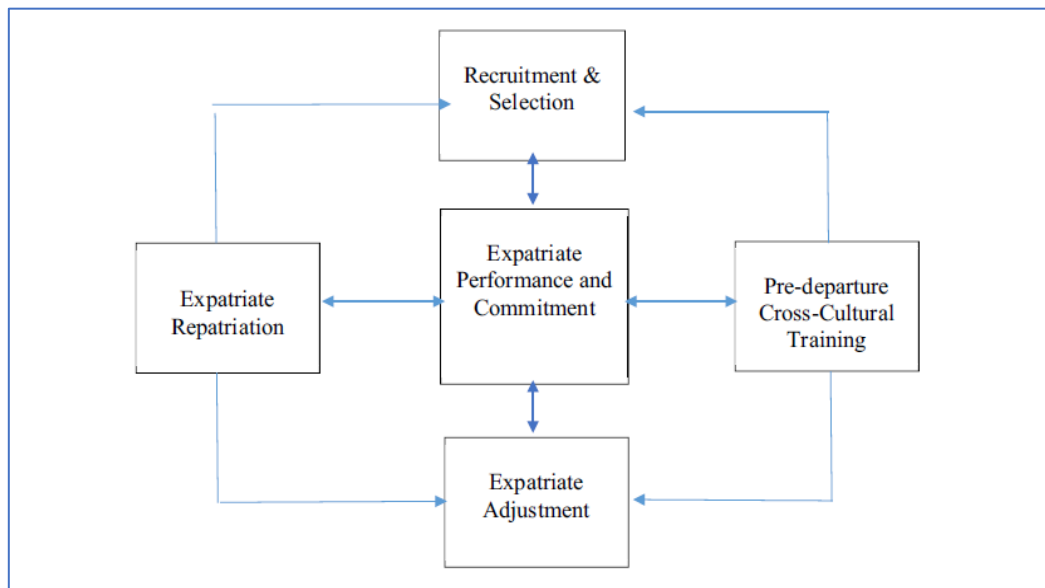 Recruitment &
Selection
Expatriate
Performance and
Commitment
Expatriate
Repatriation
Pre-departure
Cross-Cultural
Training
Expatriate
Adjustment